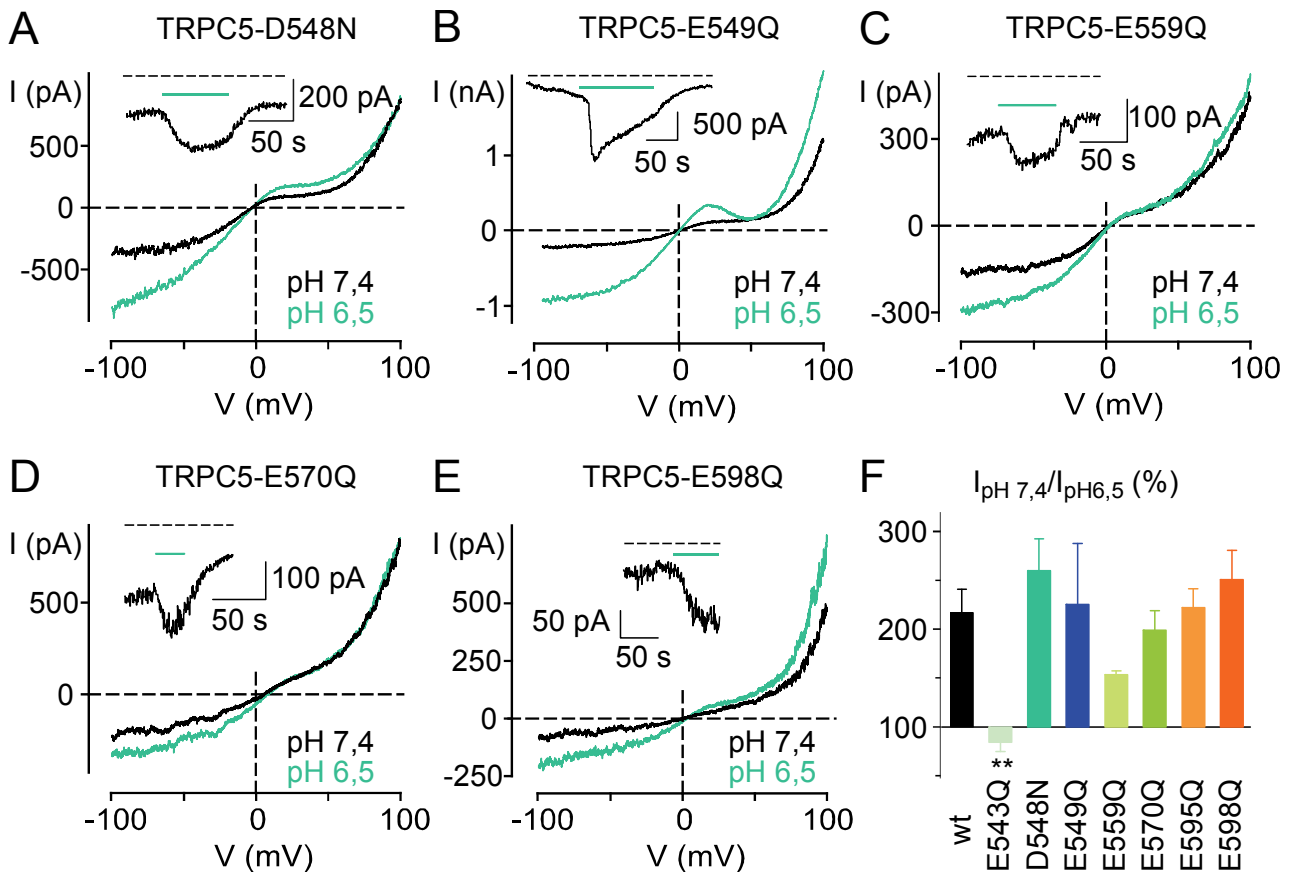 A
TRPC5-D548N
I (pA)
200 pA
50 s
500
0
-500
pH 7,4
pH 6,5
-100
0
100
V (mV)
B
TRPC5-E549Q
I (nA)
500 pA
50 s
1
0
-1
pH 7,4
pH 6,5
-100
0
100
V (mV)
C
TRPC5-E559Q
I (pA)
100 pA
50 s
300
0
-300
pH 7,4
pH 6,5
-100
0
100
V (mV)
D
TRPC5-E570Q
I (pA)
100 pA
50 s
500
0
pH 7,4
pH 6,5
-100
0
100
V (mV)
E
TRPC5-E598Q
I (pA)
50 pA
50 s
500
250
0
-250
pH 7,4
pH 6,5
-100
0
100
V (mV)
F
I pH 7,4/I pH6,5 (%)
300
200
100
**
wt
E543Q
D548N
E549Q
E559Q
E570Q
E595Q
E598Q